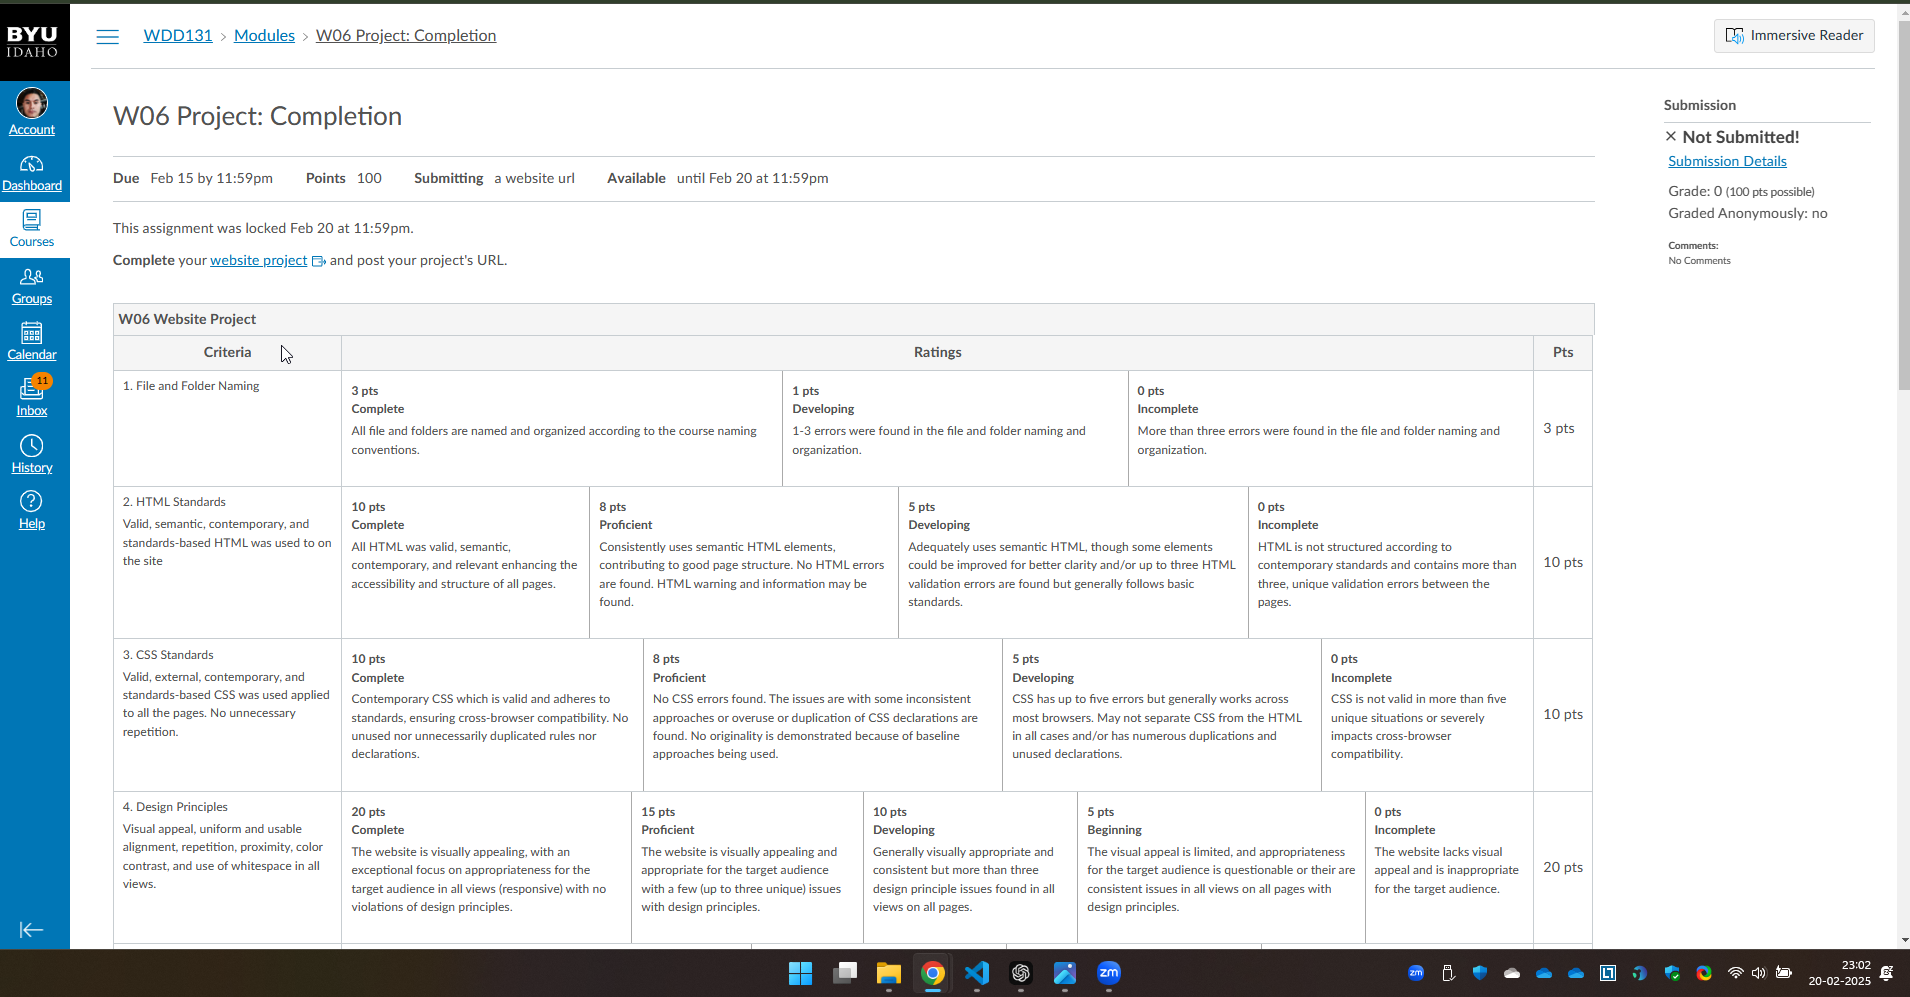 BYU
IDAHO
WDD131 > Modules > W06 Project: Completion
Immersive Reader
Account
Dashboard
Courses
Groups
Calendar
11
Inbox
History
Help
W06 Project: Completion
Due Feb 15 by 11:59pm Points 100 Submitting a website url Available until Feb 20 at 11:59pm
This assignment was locked Feb 20 at 11:59pm.
Complete your website project and post your project's URL.
Submission
Not Submitted!
Submission Details
Grade: 0 (100 pts possible)
Graded Anonymously: no
Comments:
No Comments
W06 Website Project
Criteria Ratings Pts
1. File and Folder Naming
3 pts
Complete
All file and folders are named and organized according to the course naming
conventions.
1 pts
Developing
1-3 errors were found in the file and folder naming and
organization.
0 pts
Incomplete
More than three errors were found in the file and folder naming and
organization.
3 pts
2. HTML Standards
Valid, semantic, contemporary, and
standards-based HTML was used to on
the site
10 pts
Complete
All HTML was valid, semantic,
contemporary, and relevant enhancing the
accessibility and structure of all pages.
8 pts
Proficient
Consistently uses semantic HTML elements,
contributing to good page structure. No HTML errors
are found. HTML warning and information may be
found.
5 pts
Developing
Adequately uses semantic HTML, though some elements
could be improved for better clarity and/or up to three HTML
validation errors are found but generally follows basic
standards.
0 pts
Incomplete
HTML is not structured according to
contemporary standards and contains more than
three, unique validation errors between the
pages.
10 pts
3. CSS Standards
Valid, external, contemporary, and
standards-based CSS was used applied
to all the pages. No unnecessary
repetition.
10 pts
Complete
Contemporary CSS which is valid and adheres to
standards, ensuring cross-browser compatibility. No
unused nor unnecessarily duplicated rules nor
declarations.
8 pts
Proficient
No CSS errors found. The issues are with some inconsistent
approaches or overuse or duplication of CSS declarations are
found. No originality is demonstrated because of baseline
approaches being used.
5 pts
Developing
CSS has up to five errors but generally works across
most browsers. May not separate CSS from the HTML
in all cases and/or has numerous duplications and
unused declarations.
0 pts
Incomplete
CSS is not valid in more than five
unique situations or severely
impacts cross-browser
compatibility.
10 pts
4. Design Principles
Visual appeal, uniform and usable
alignment, repetition, proximity, color
contrast, and use of whitespace in all
views.
20 pts
Complete
The website is visually appealing, with an
exceptional focus on appropriateness for the
target audience in all views (responsive) with no
violations of design principles.
15 pts
Proficient
The website is visually appealing and
appropriate for the target audience
with a few (up to three unique) issues
with design principles.
10 pts
Developing
Generally visually appropriate and
consistent but more than three
design principle issues found in all
views on all pages.
5 pts
Beginning
The visual appeal is limited, and appropriateness
for the target audience is questionable or their are
consistent issues in all views on all pages with
design principles.
0 pts
Incomplete
The website lacks visual
appeal and is inappropriate
for the target audience.
20 pts
zm
zm
23:02
20-02-2025